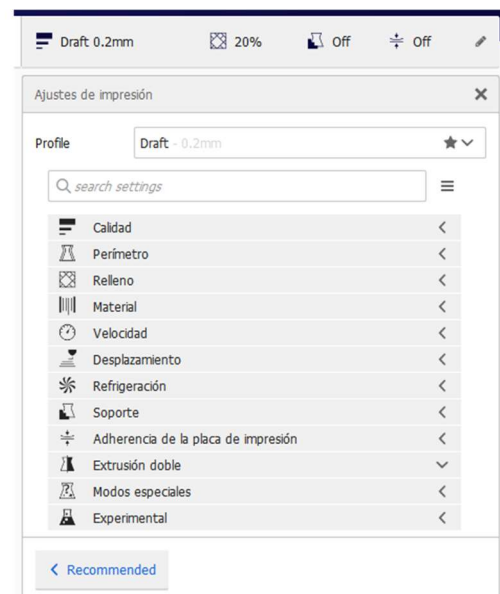 Draft 0.2mm 20% Off Off
Ajustes de impresión
Profile Draft - 0.2mm
search settings
Calidad
Perímetro
Relleno
Material
Velocidad
Desplazamiento
Refrigeración
Soporte
Adherencia de la placa de impresión
Extrusión doble
Modos especiales
Experimental
Recommended